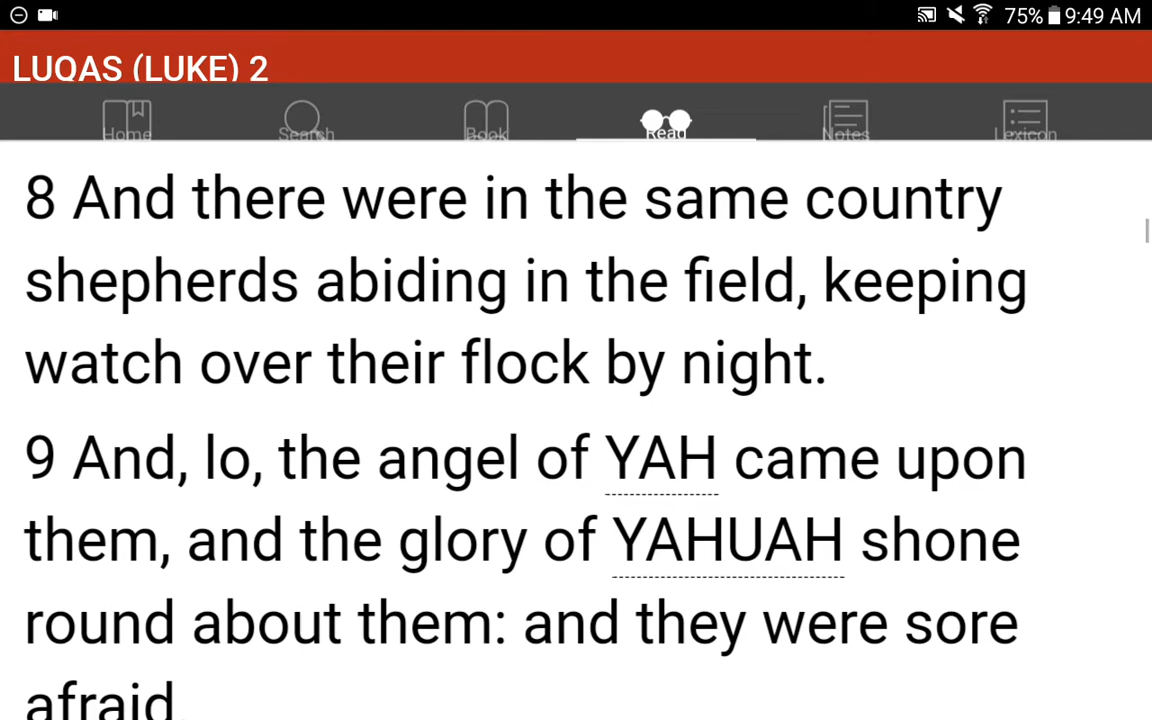 75% 9:49 AM
LUQAS (LUKE) 2
Home Search Book Read Notes Lexicon
8 And there were in the same country
shepherds abiding in the field, keeping
watch over their flock by night.
9 And, lo, the angel of YAH came upon
them, and the glory of YAHUAH shone
round about them: and they were sore
afraid.